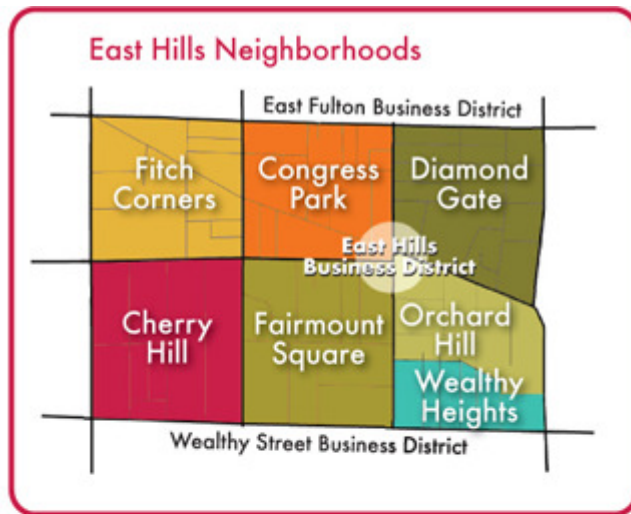 East Hills Neighborhoods
East Fulton Business District
Fitch
Corners
Congress
Park
Diamond
Gate
East Hills
Business District
Cherry
Hill
Fairmount
Square
Orchard
Hill
Wealthy
Heights
Wealthy Street Business District